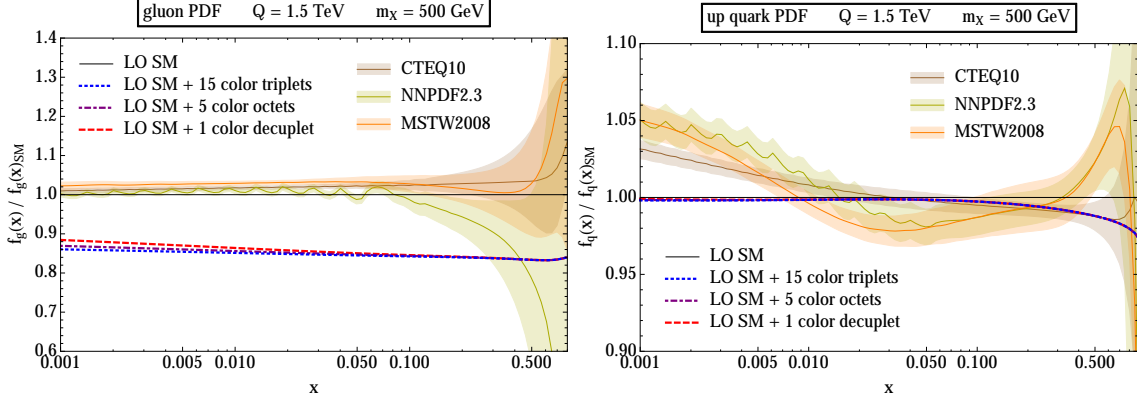 gluon PDF Q = 1.5 TeV m_X = 500 GeV
f_g(x) / f_g(x)_SM
1.4
1.3
1.2
1.1
1.0
0.9
0.8
0.7
0.6
LO SM
LO SM + 15 color triplets
LO SM + 5 color octets
LO SM + 1 color decuplet
CTEQ10
NNPDF2.3
MSTW2008
0.001 0.005 0.010 0.050 0.100 0.500
x
up quark PDF Q = 1.5 TeV m_X = 500 GeV
f_q(x) / f_q(x)_SM
1.10
1.05
1.00
0.95
0.90
CTEQ10
NNPDF2.3
MSTW2008
LO SM
LO SM + 15 color triplets
LO SM + 5 color octets
LO SM + 1 color decuplet
0.001 0.005 0.010 0.050 0.100 0.500
x